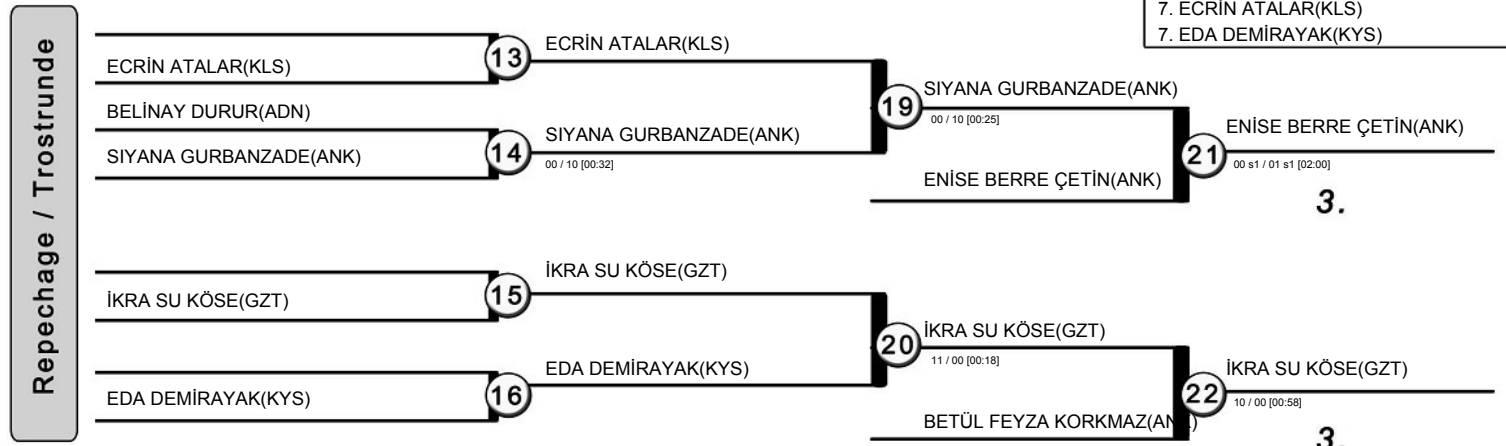 7. ECRİN ATALAR(KLS)
7. EDA DEMİRAYAK(KYS)
Repechage / Trostrunde
ECRİN ATALAR(KLS)
13
ECRİN ATALAR(KLS)
BELİNAY DURUR(ADN)
SIYANA GURBANZADE(ANK)
14
SIYANA GURBANZADE(ANK)
00 / 10 [00:32]
19
SIYANA GURBANZADE(ANK)
00 / 10 [00:25]
ENİSE BERRE ÇETİN(ANK)
21
ENİSE BERRE ÇETİN(ANK)
00 s1 / 01 s1 [02:00]
3.
İKRA SU KÖSE(GZT)
15
İKRA SU KÖSE(GZT)
EDA DEMİRAYAK(KYS)
16
EDA DEMİRAYAK(KYS)
20
İKRA SU KÖSE(GZT)
11 / 00 [00:18]
BETÜL FEYZA KORKMAZ(ANK)
22
İKRA SU KÖSE(GZT)
10 / 00 [00:58]
3.